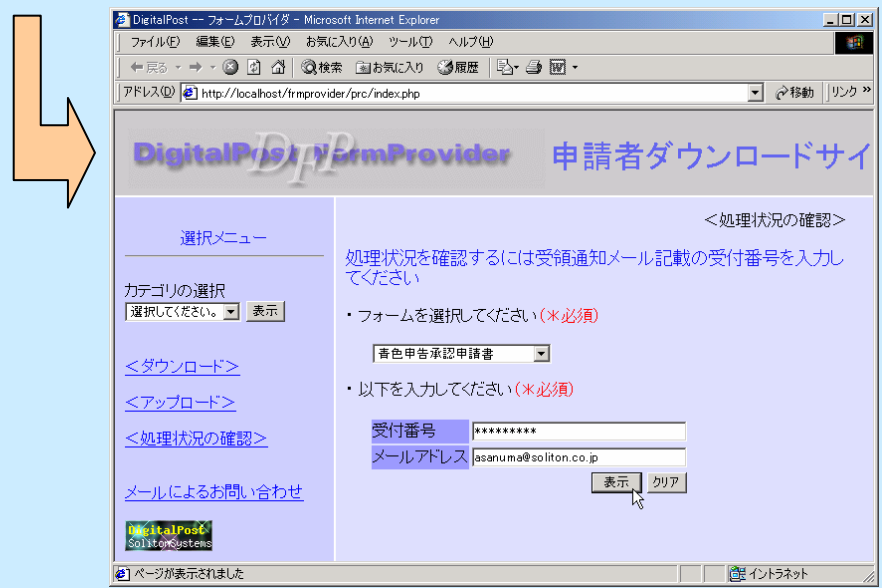 DigitalPost -- フォームプロバイダ - Microsoft Internet Explorer
ファイル(F) 編集(E) 表示(V) お気に入り(A) ツール(T) ヘルプ(H)
戻る 検索 お気に入り 履歴
アドレス(D) http://localhost/frmprovider/prc/index.php 移動 リンク »
DigitalPost FormProvider 申請者ダウンロードサイ
DFP
<処理状況の確認>
選択メニュー
処理状況を確認するには受領通知メール記載の受付番号を入力し
てください
カテゴリの選択
選択してください。 表示
・フォームを選択してください(*必須)
青色申告承認申請書
<ダウンロード>
・以下を入力してください(*必須)
<アップロード>
受付番号 *********
<処理状況の確認>
メールアドレス asanuma@soliton.co.jp
表示 クリア
メールによるお問い合わせ
DigitalPost
SolitonSystems
ページが表示されました イントラネット